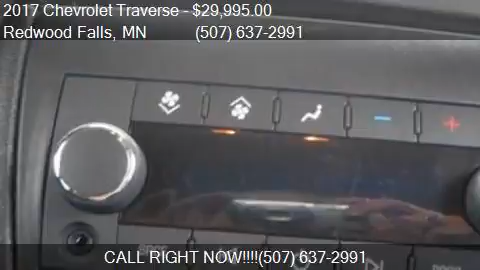 2017 Chevrolet Traverse - $29,995.00
Redwood Falls, MN (507) 637-2991
CALL RIGHT NOW!!!!(507) 637-2991